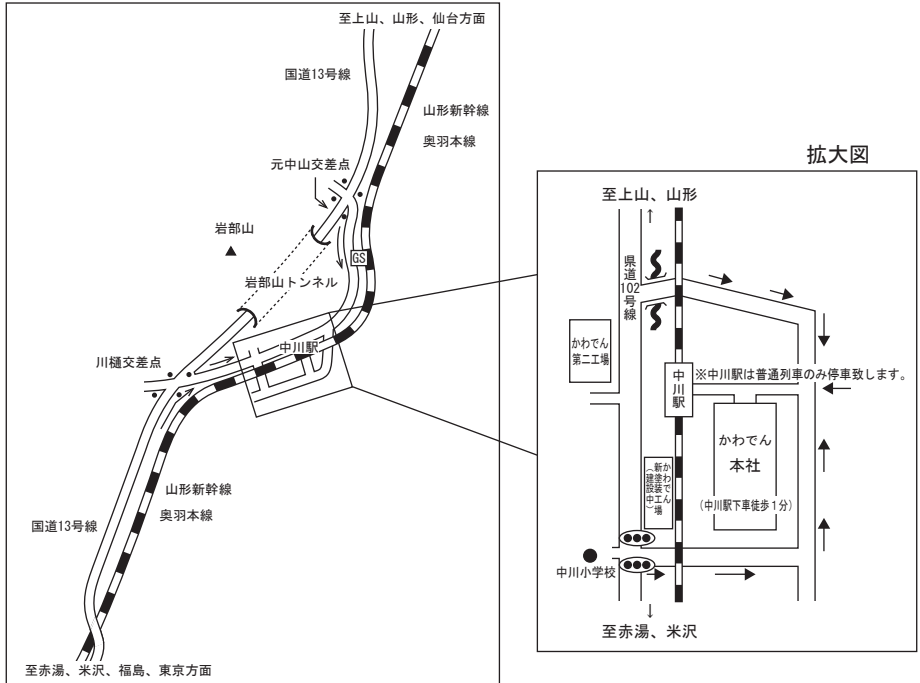 至上山、山形、仙台方面
国道13号線
山形新幹線
奥羽本線
元中山交差点
岩部山
GS
岩部山トンネル
中川駅
川樋交差点
山形新幹線
奥羽本線
国道13号線
至赤湯、米沢、福島、東京方面
拡大図
至上山、山形
↑
県道102号線
かわでん
第二工場
中川駅
※中川駅は普通列車のみ停車致します。
かわでん
本社
(中川駅下車徒歩1分)
かわでん
新塗装工場
(建設中)
中川小学校
↓
至赤湯、米沢